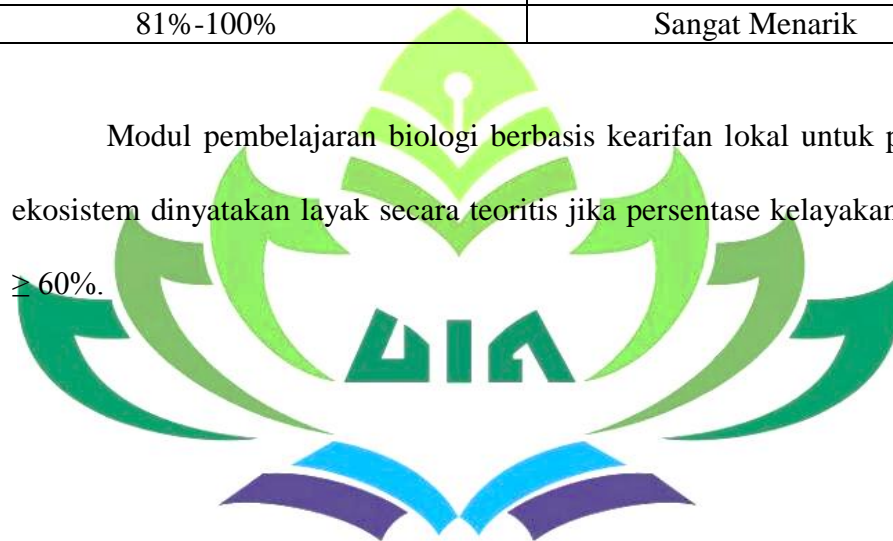 81%-100% Sangat Menarik
Modul pembelajaran biologi berbasis kearifan lokal untuk
ekosistem dinyatakan layak secara teoritis jika persentase kelayakan
≥ 60%.
UIN